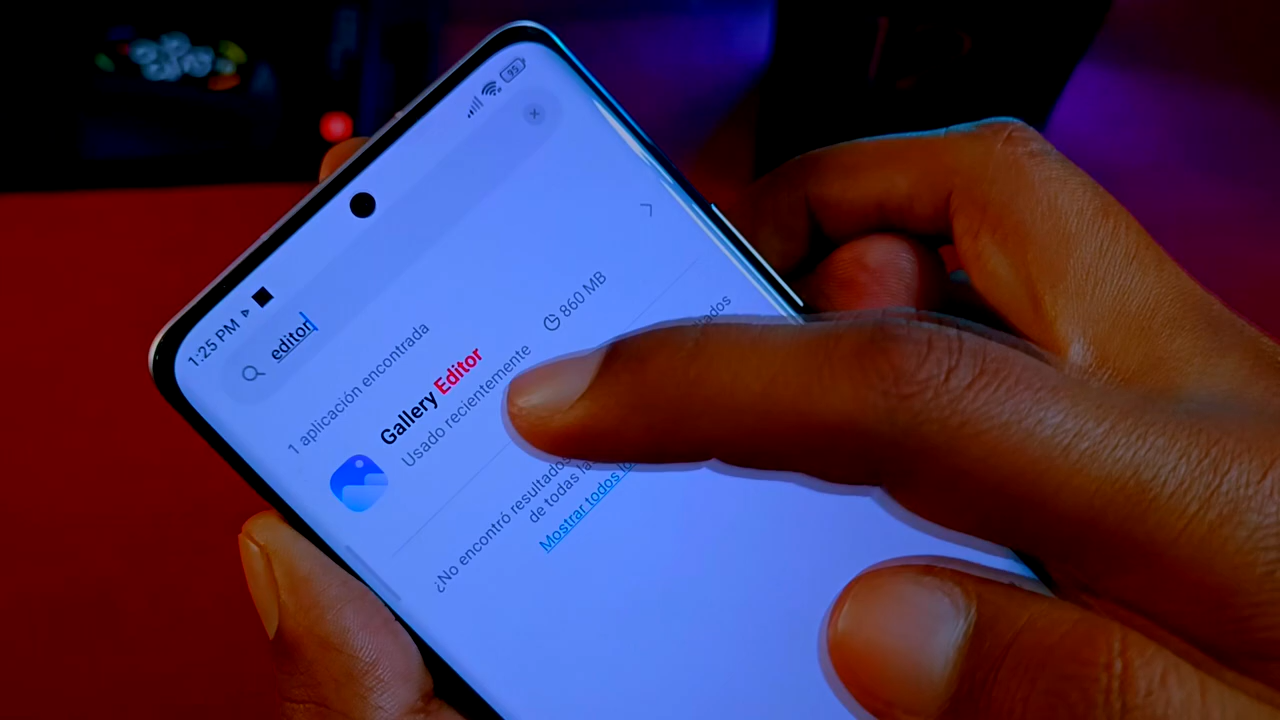 1:25 PM
95
editor
1 aplicación encontrada
Gallery Editor
Usado recientemente
860 MB
¿No encontró resultados
de todas
Mostrar todos